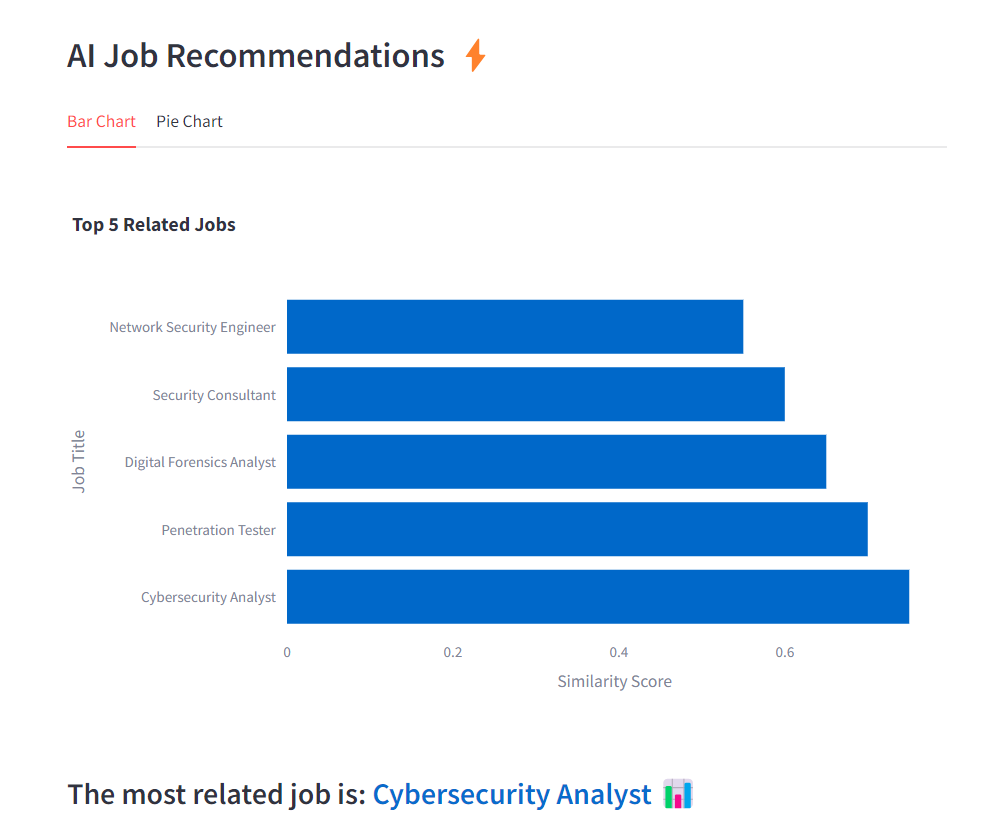 AI Job Recommendations ⚡
Bar Chart Pie Chart
Top 5 Related Jobs
Job Title
Network Security Engineer
Security Consultant
Digital Forensics Analyst
Penetration Tester
Cybersecurity Analyst
0 0.2 0.4 0.6
Similarity Score
The most related job is: Cybersecurity Analyst 📊